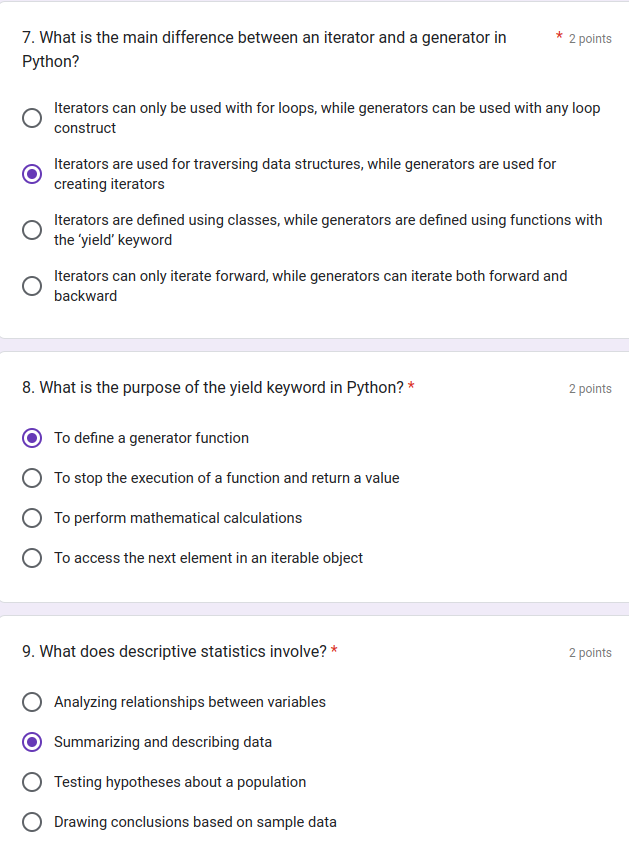 7. What is the main difference between an iterator and a generator in * 2 points
Python?
Iterators can only be used with for loops, while generators can be used with any loop
construct
Iterators are used for traversing data structures, while generators are used for
creating iterators
Iterators are defined using classes, while generators are defined using functions with
the ‘yield’ keyword
Iterators can only iterate forward, while generators can iterate both forward and
backward
8. What is the purpose of the yield keyword in Python? * 2 points
To define a generator function
To stop the execution of a function and return a value
To perform mathematical calculations
To access the next element in an iterable object
9. What does descriptive statistics involve? * 2 points
Analyzing relationships between variables
Summarizing and describing data
Testing hypotheses about a population
Drawing conclusions based on sample data